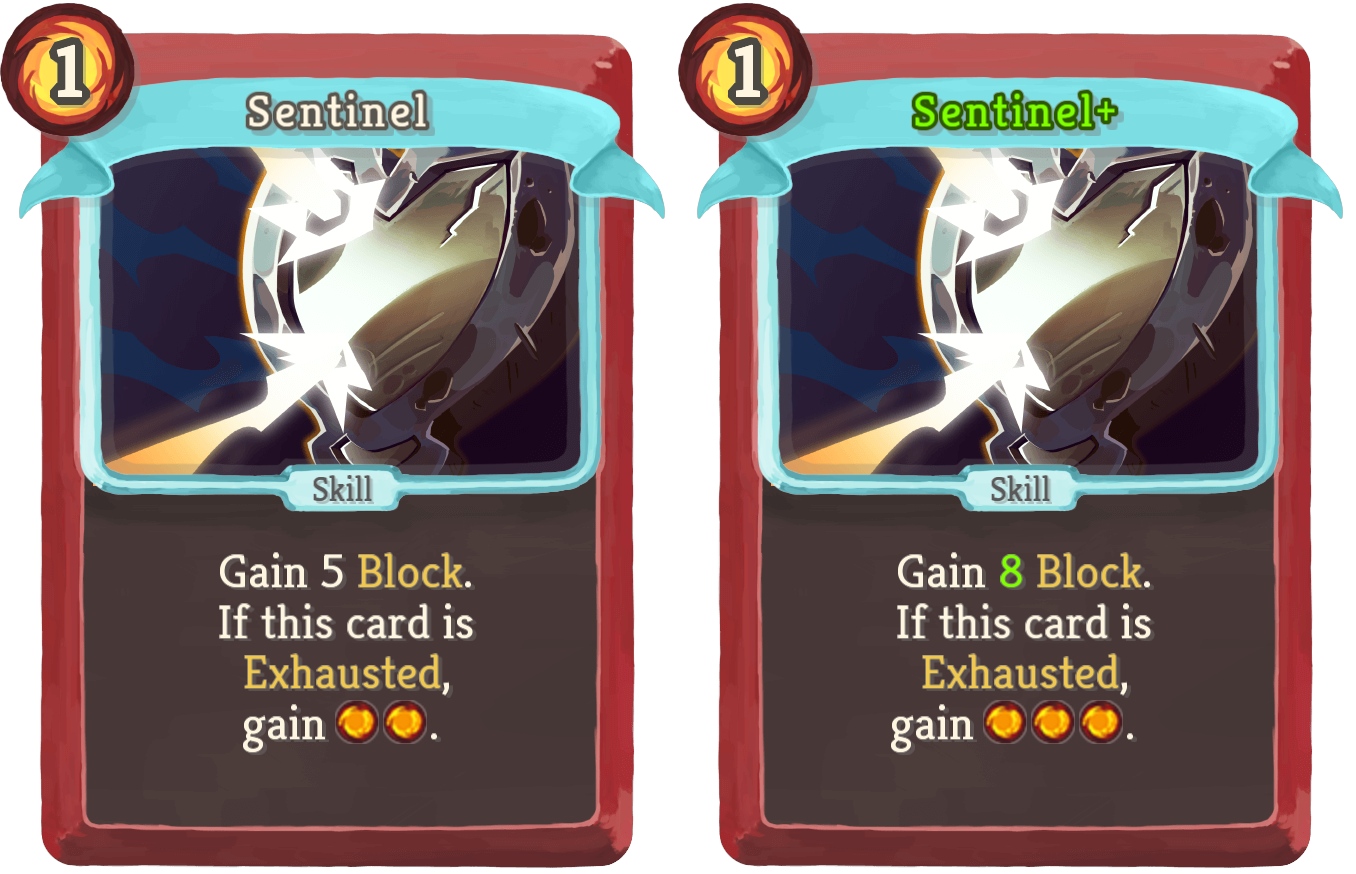 1
Sentinel
Skill
Gain 5 Block.
If this card is
Exhausted,
gain .
1
Sentinel+
Skill
Gain 8 Block.
If this card is
Exhausted,
gain .